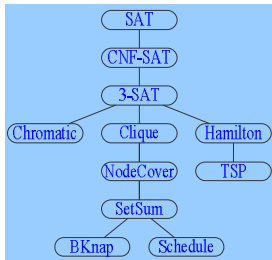 SAT
CNF-SAT
3-SAT
Chromatic Clique Hamilton
NodeCover TSP
SetSum
BKnap Schedule